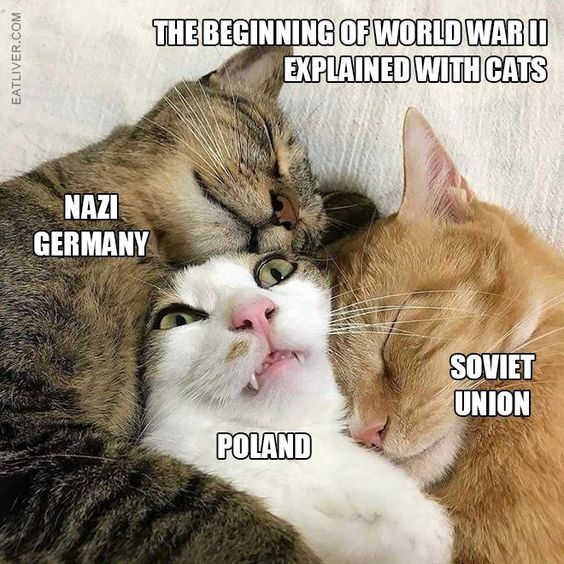 EATLIVER.COM
THE BEGINNING OF WORLD WAR II
EXPLAINED WITH CATS
NAZI
GERMANY
SOVIET
UNION
POLAND